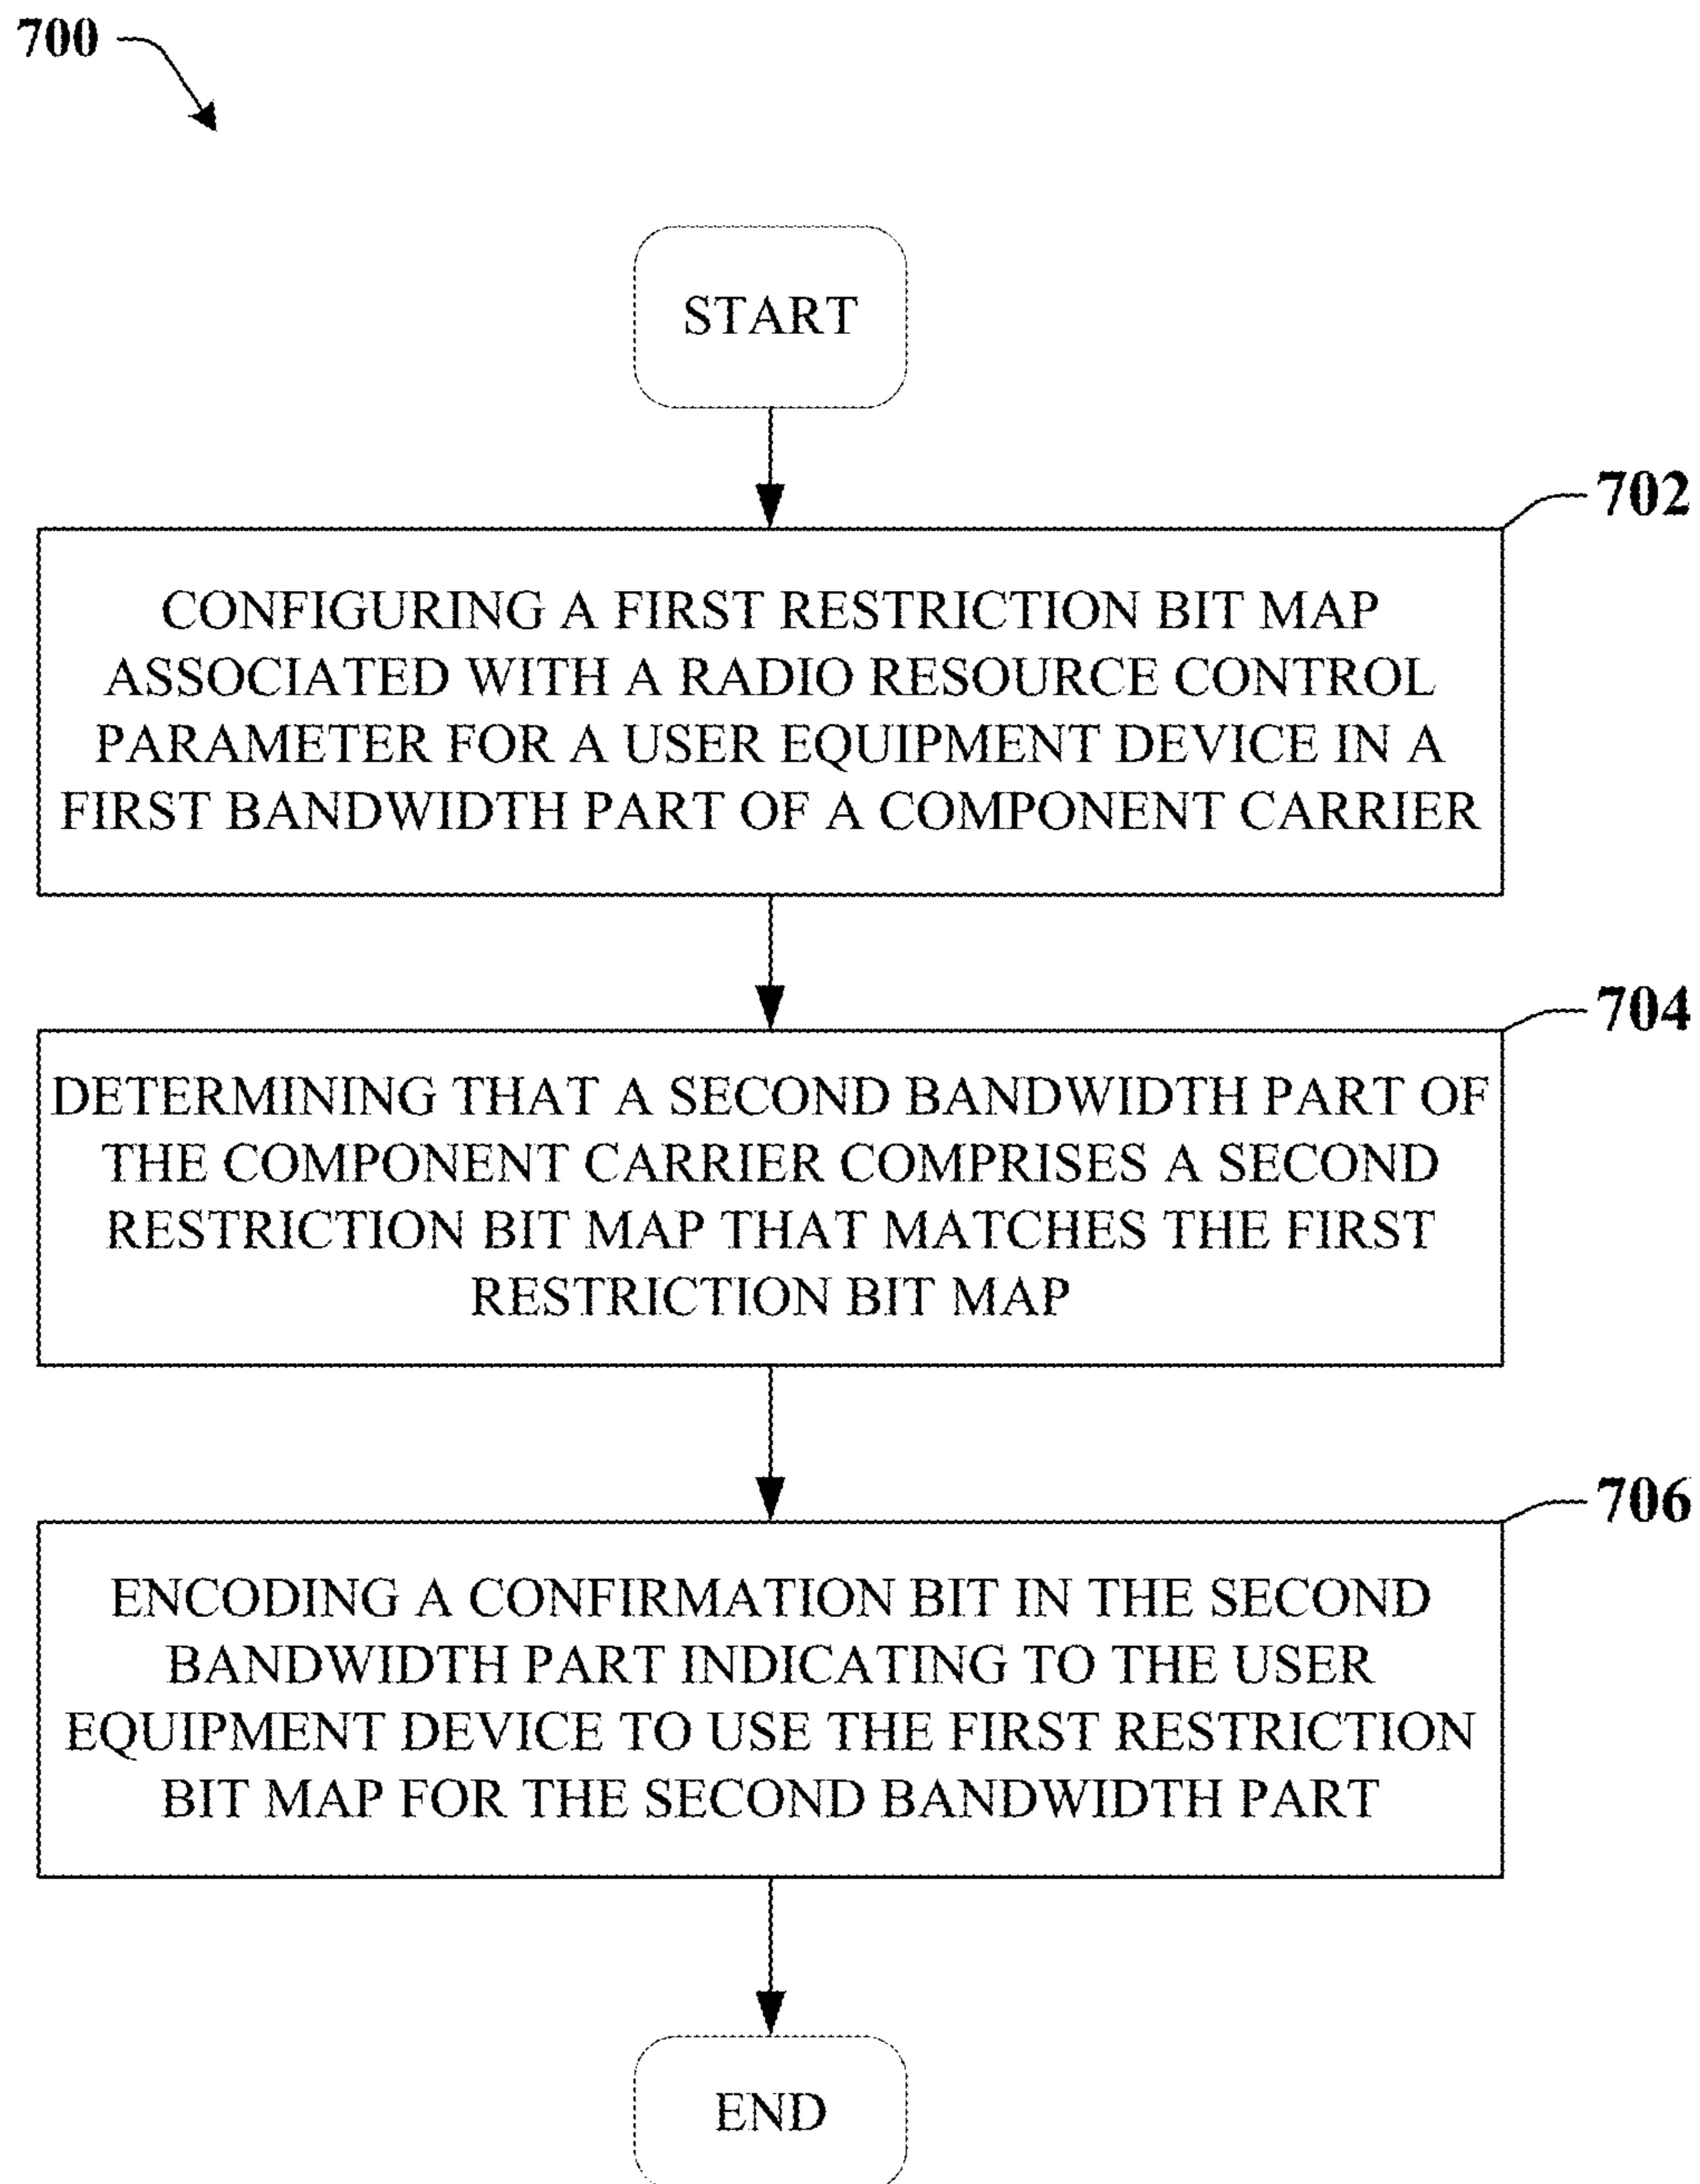 700
START
702
CONFIGURING A FIRST RESTRICTION BIT MAP
ASSOCIATED WITH A RADIO RESOURCE CONTROL
PARAMETER FOR A USER EQUIPMENT DEVICE IN A
FIRST BANDWIDTH PART OF A COMPONENT CARRIER
704
DETERMINING THAT A SECOND BANDWIDTH PART OF
THE COMPONENT CARRIER COMPRISES A SECOND
RESTRICTION BIT MAP THAT MATCHES THE FIRST
RESTRICTION BIT MAP
706
ENCODING A CONFIRMATION BIT IN THE SECOND
BANDWIDTH PART INDICATING TO THE USER
EQUIPMENT DEVICE TO USE THE FIRST RESTRICTION
BIT MAP FOR THE SECOND BANDWIDTH PART
END